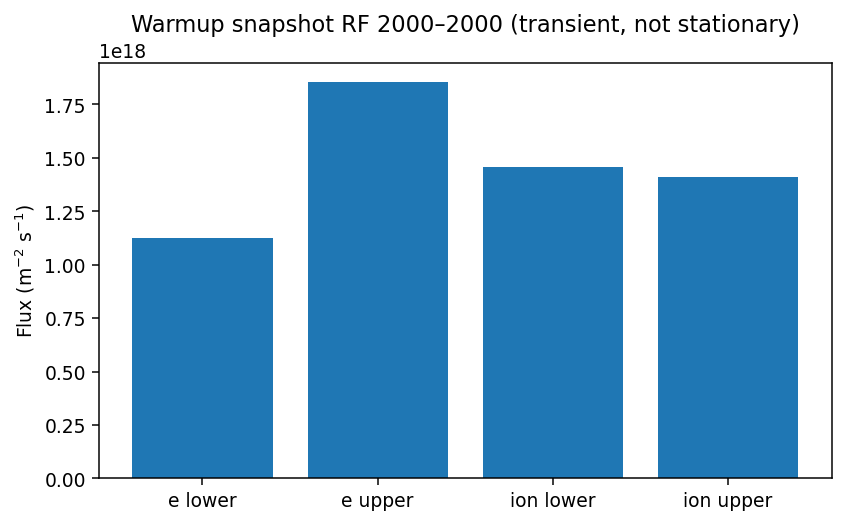 Warmup snapshot RF 2000–2000 (transient, not stationary)
1e18
Flux (m⁻² s⁻¹)
1.75
1.50
1.25
1.00
0.75
0.50
0.25
0.00
e lower
e upper
ion lower
ion upper